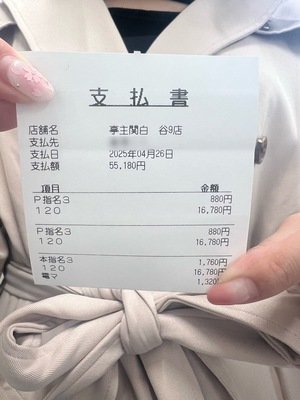 支払書
店舗名 亭主関白 谷9店
支払先
支払日 2025年04月26日
支払額 55,180円
項目 金額
P指名3 880円
120 16,780円
P指名3 880円
120 16,780円
本指名3 1,760円
120 16,780円
電マ 1,320円